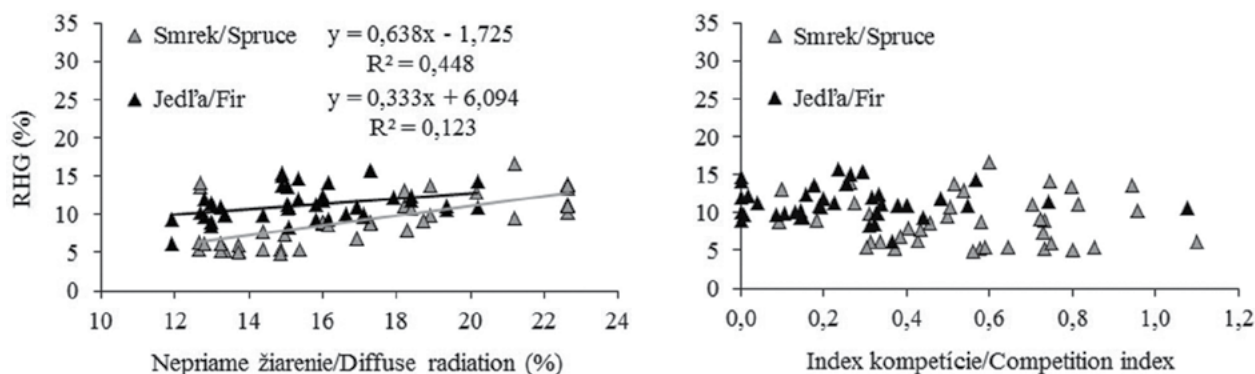 35
30
25
20
15
10
5
0
RHG (%)
Smrek/Spruce y = 0,638x - 1,725
R² = 0,448
Jedľa/Fir y = 0,333x + 6,094
R² = 0,123
10 12 14 16 18 20 22 24
Nepriame žiarenie/Diffuse radiation (%)
35
30
25
20
15
10
5
0
Smrek/Spruce
Jedľa/Fir
0,0 0,2 0,4 0,6 0,8 1,0 1,2
Index kompetície/Competition index